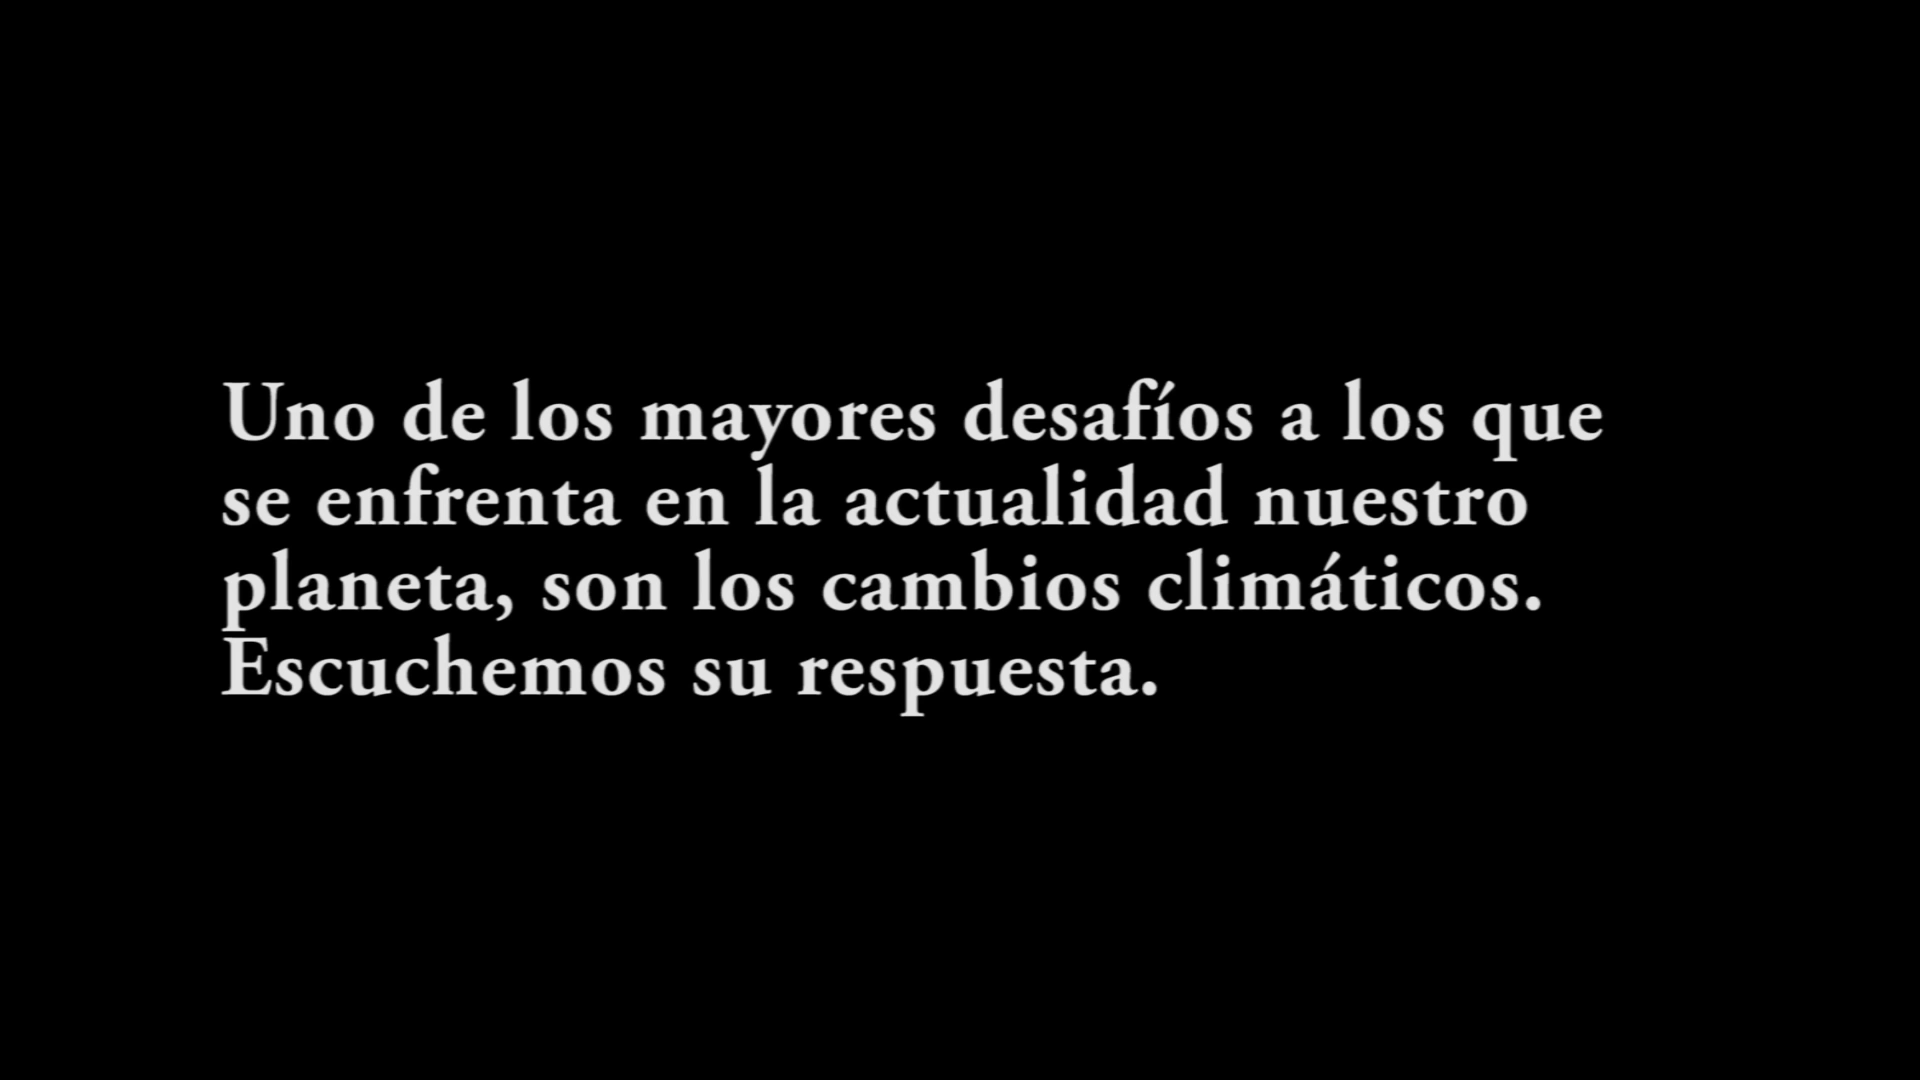 Uno de los mayores desafíos a los que
se enfrenta en la actualidad nuestro
planeta, son los cambios climáticos.
Escuchemos su respuesta.